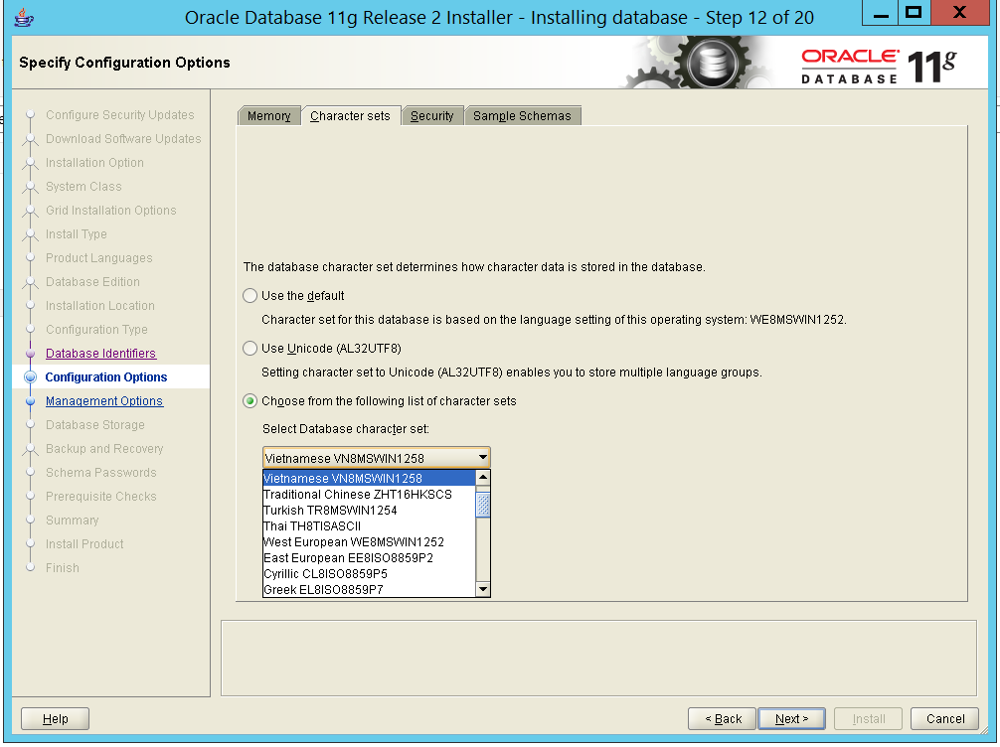 Oracle Database 11g Release 2 Installer - Installing database - Step 12 of 20
Specify Configuration Options
ORACLE 11g
DATABASE
Configure Security Updates
Download Software Updates
Installation Option
System Class
Grid Installation Options
Install Type
Product Languages
Database Edition
Installation Location
Configuration Type
Database Identifiers
Configuration Options
Management Options
Database Storage
Backup and Recovery
Schema Passwords
Prerequisite Checks
Summary
Install Product
Finish
Memory Character sets Security Sample Schemas
The database character set determines how character data is stored in the database.
Use the default
Character set for this database is based on the language setting of this operating system: WE8MSWIN1252.
Use Unicode (AL32UTF8)
Setting character set to Unicode (AL32UTF8) enables you to store multiple language groups.
Choose from the following list of character sets
Select Database character set:
Vietnamese VN8MSWIN1258
Vietnamese VN8MSWIN1258
Traditional Chinese ZHT16HKSCS
Turkish TR8MSWIN1254
Thai TH8TISASCII
West European WE8MSWIN1252
East European EE8ISO8859P2
Cyrillic CL8ISO8859P5
Greek EL8ISO8859P7
Help < Back Next > Install Cancel